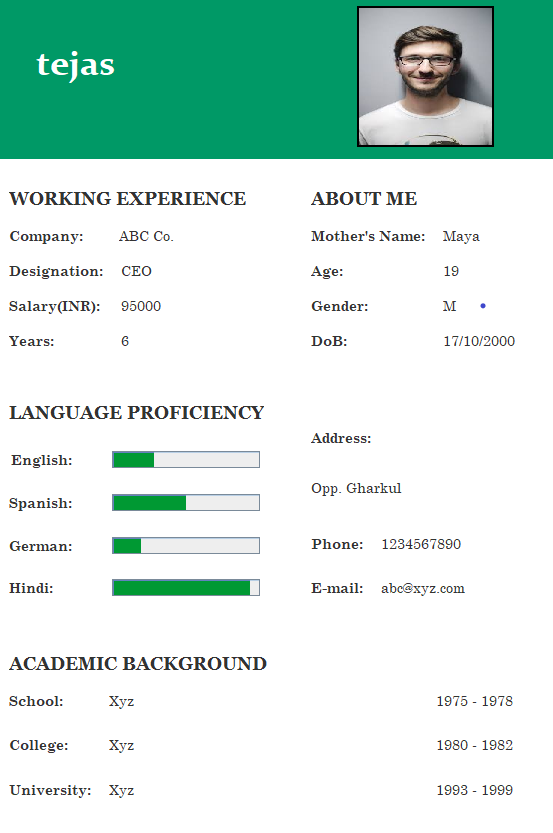 tejas
WORKING EXPERIENCE
Company: ABC Co.
Designation: CEO
Salary(INR): 95000
Years: 6
ABOUT ME
Mother's Name: Maya
Age: 19
Gender: M
DoB: 17/10/2000
LANGUAGE PROFICIENCY
English:
Spanish:
German:
Hindi:
Address:
Opp. Gharkul
Phone: 1234567890
E-mail: abc@xyz.com
ACADEMIC BACKGROUND
School: Xyz 1975 - 1978
College: Xyz 1980 - 1982
University: Xyz 1993 - 1999